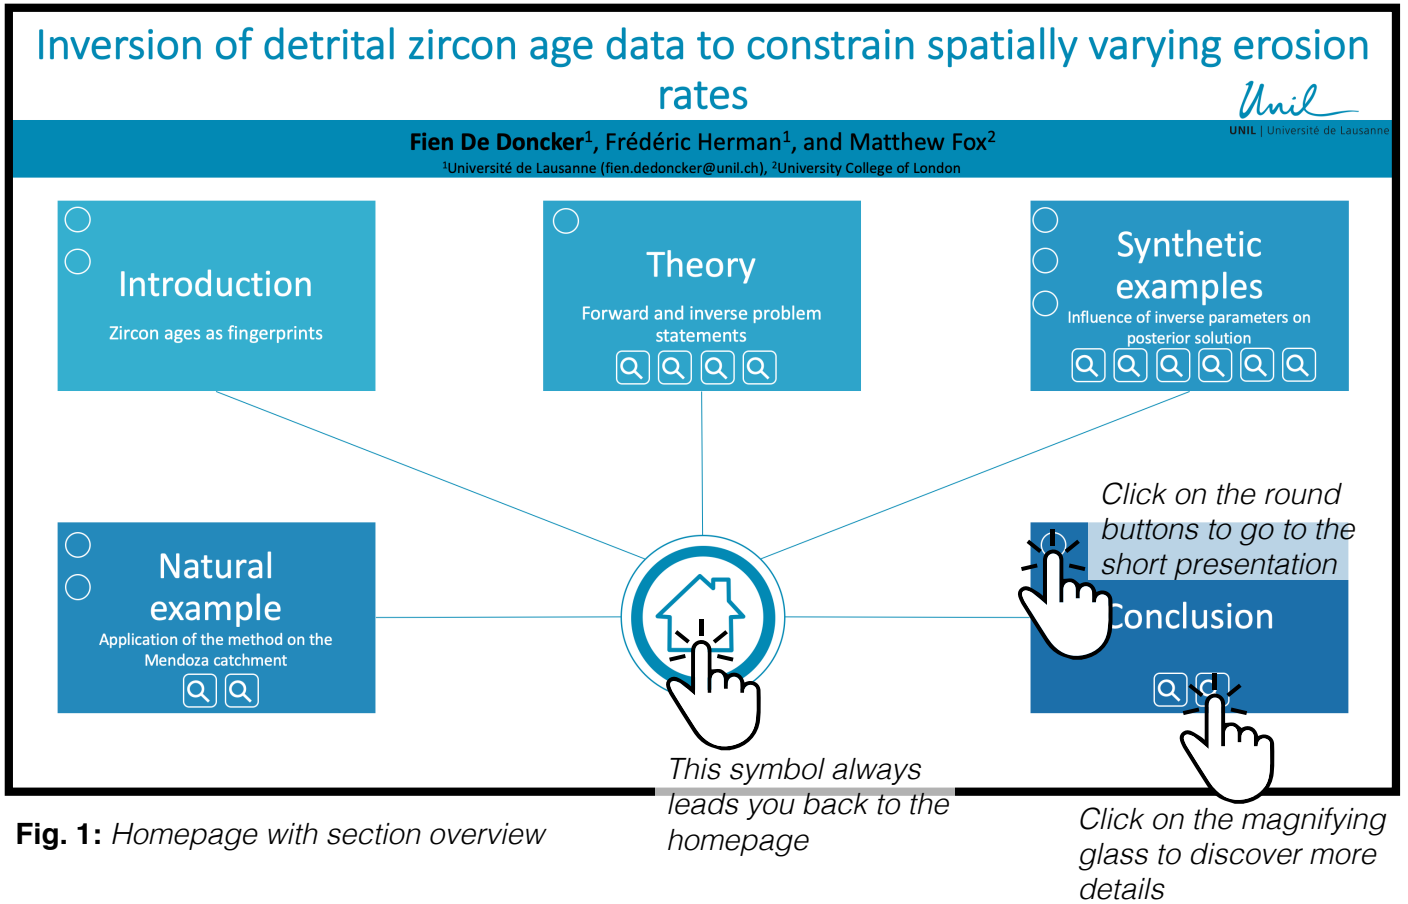 Inversion of detrital zircon age data to constrain spatially varying erosion
rates
Unil
UNIL | Université de Lausanne
Fien De Doncker¹, Frédéric Herman¹, and Matthew Fox²
¹Université de Lausanne (fien.dedoncker@unil.ch), ²University College of London
Introduction
Zircon ages as fingerprints
Theory
Forward and inverse problem
statements
Synthetic
examples
Influence of inverse parameters on
posterior solution
Natural
example
Application of the method on the
Mendoza catchment
Click on the round
buttons to go to the
short presentation
Conclusion
This symbol always
leads you back to the
homepage
Click on the magnifying
glass to discover more
details
Fig. 1: Homepage with section overview